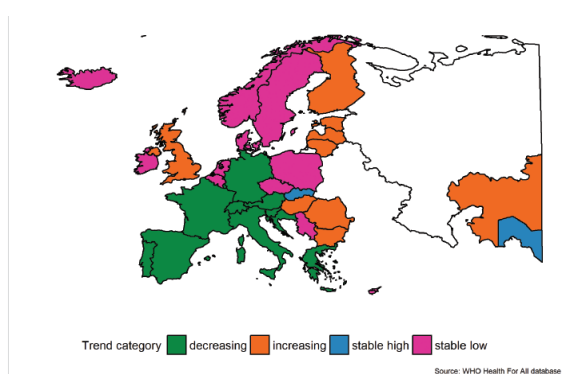 Trend category decreasing increasing stable high stable low
Source: WHO Health For All database